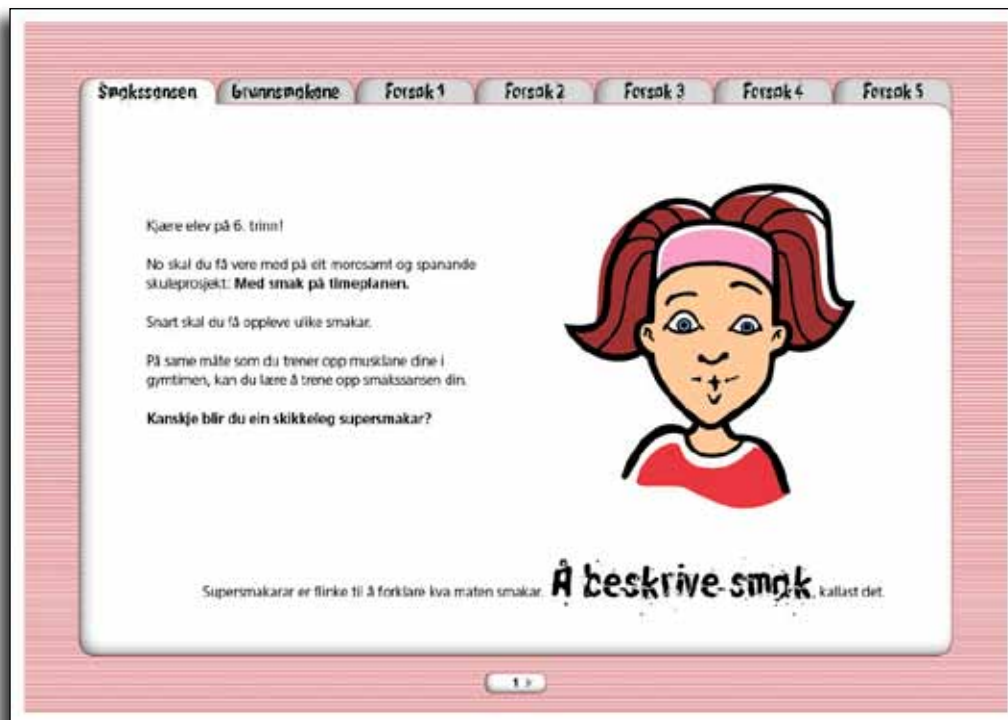 Smakssansen Grunnsmakane Forsøk 1 Forsøk 2 Forsøk 3 Forsøk 4 Forsøk 5
Kjære elev på 6. trinn!
No skal du få vere med på eit morosamt og spanande
skuleprosjekt: Med smak på timeplanen.
Snart skal du få oppleve ulike smakar.
På same måte som du trener opp musklane dine i
gymtimen, kan du lære å trene opp smakssansen din.
Kanskje blir du ein skikkeleg supersmakar?
Supersmakarar er flinke til å forklare kva maten smakar. Å beskrive smak, kallast det.
1